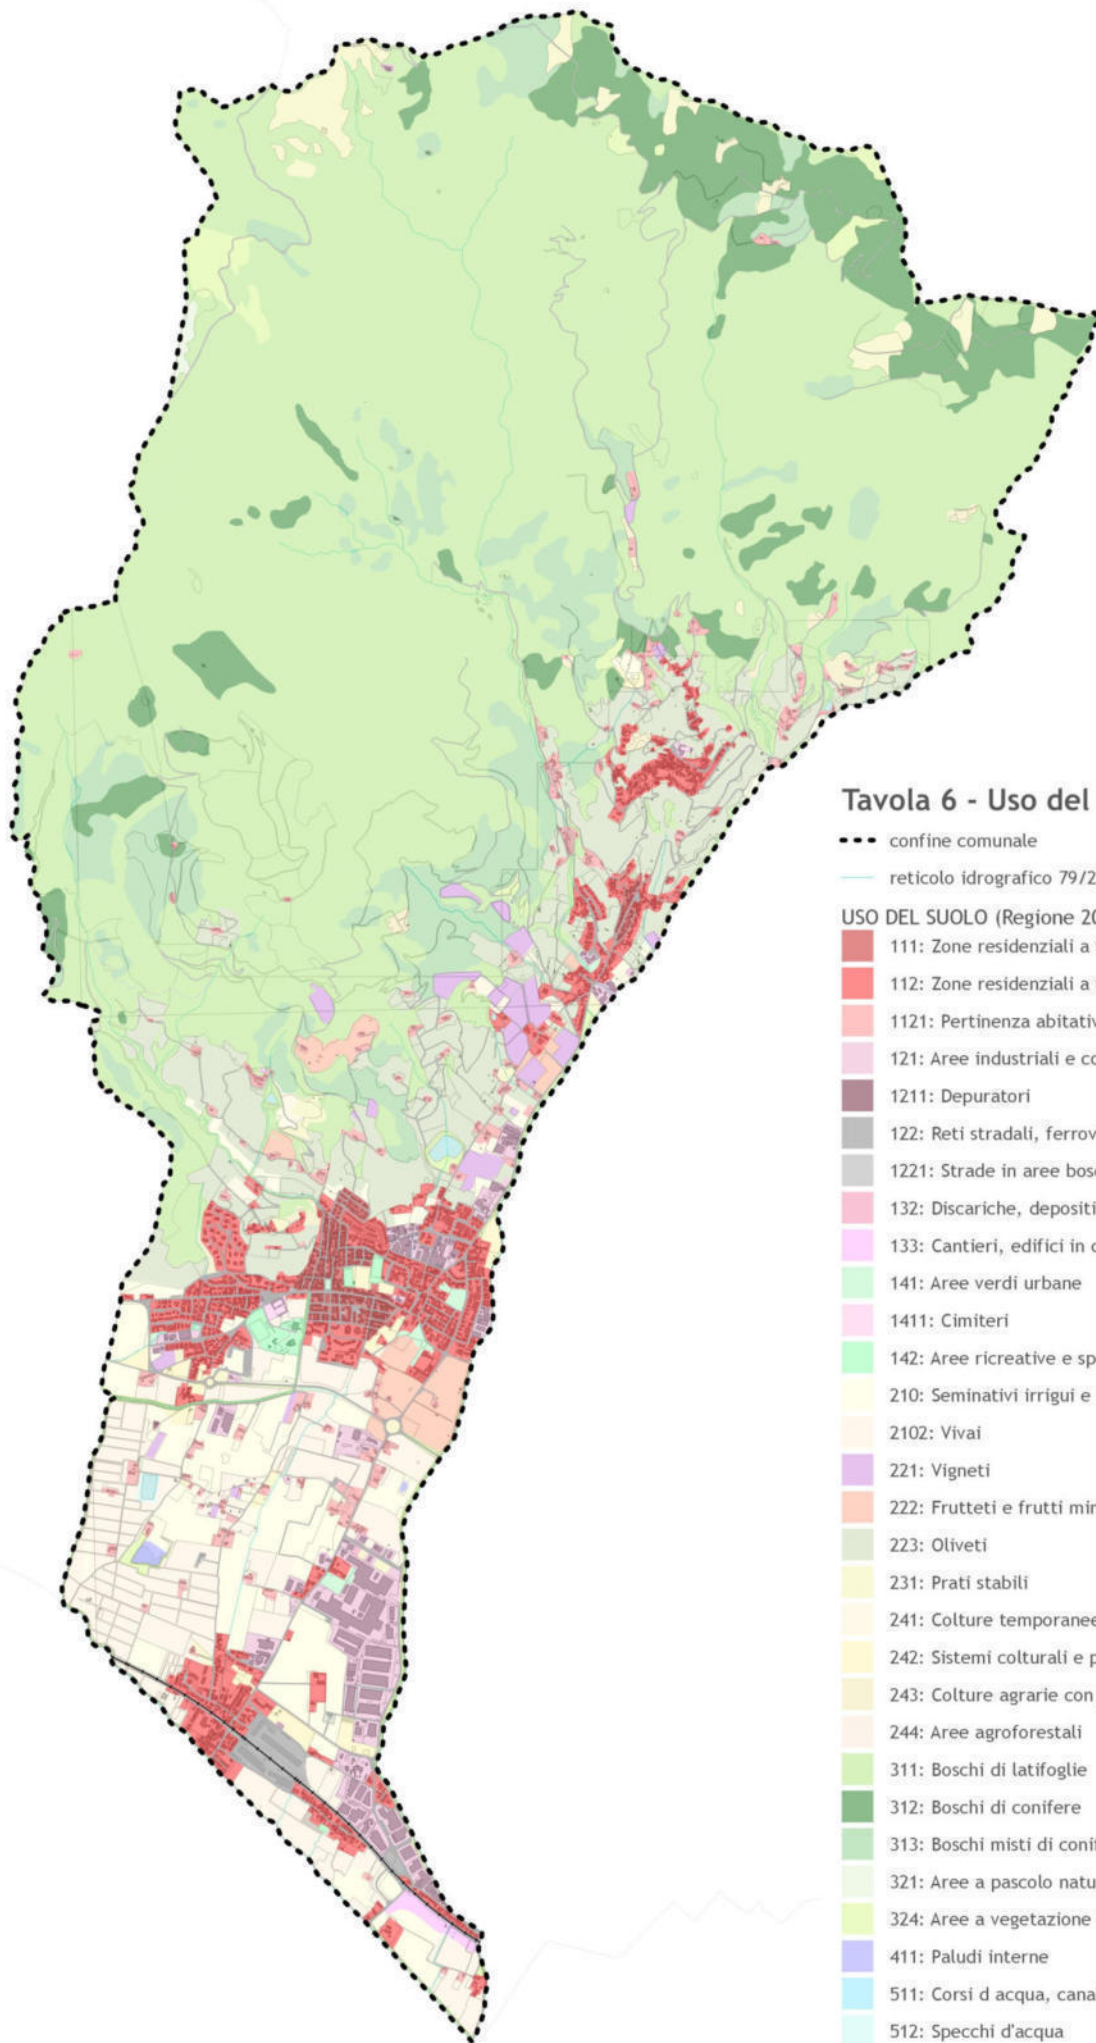 Tavola 6 - Uso del
confine comunale
reticolo idrografico 79/2
USO DEL SUOLO (Regione 20
111: Zone residenziali a
112: Zone residenziali a
1121: Pertinenza abitativ
121: Aree industriali e co
1211: Depuratori
122: Reti stradali, ferrov
1221: Strade in aree bosc
132: Discariche, depositi
133: Cantieri, edifici in c
141: Aree verdi urbane
1411: Cimiteri
142: Aree ricreative e sp
210: Seminativi irrigui e
2102: Vivai
221: Vigneti
222: Frutteti e frutti min
223: Oliveti
231: Prati stabili
241: Colture temporanee
242: Sistemi colturali e p
243: Colture agrarie con
244: Aree agroforestali
311: Boschi di latifoglie
312: Boschi di conifere
313: Boschi misti di conif
321: Aree a pascolo natu
324: Aree a vegetazione
411: Paludi interne
511: Corsi d acqua, cana
512: Specchi d'acqua